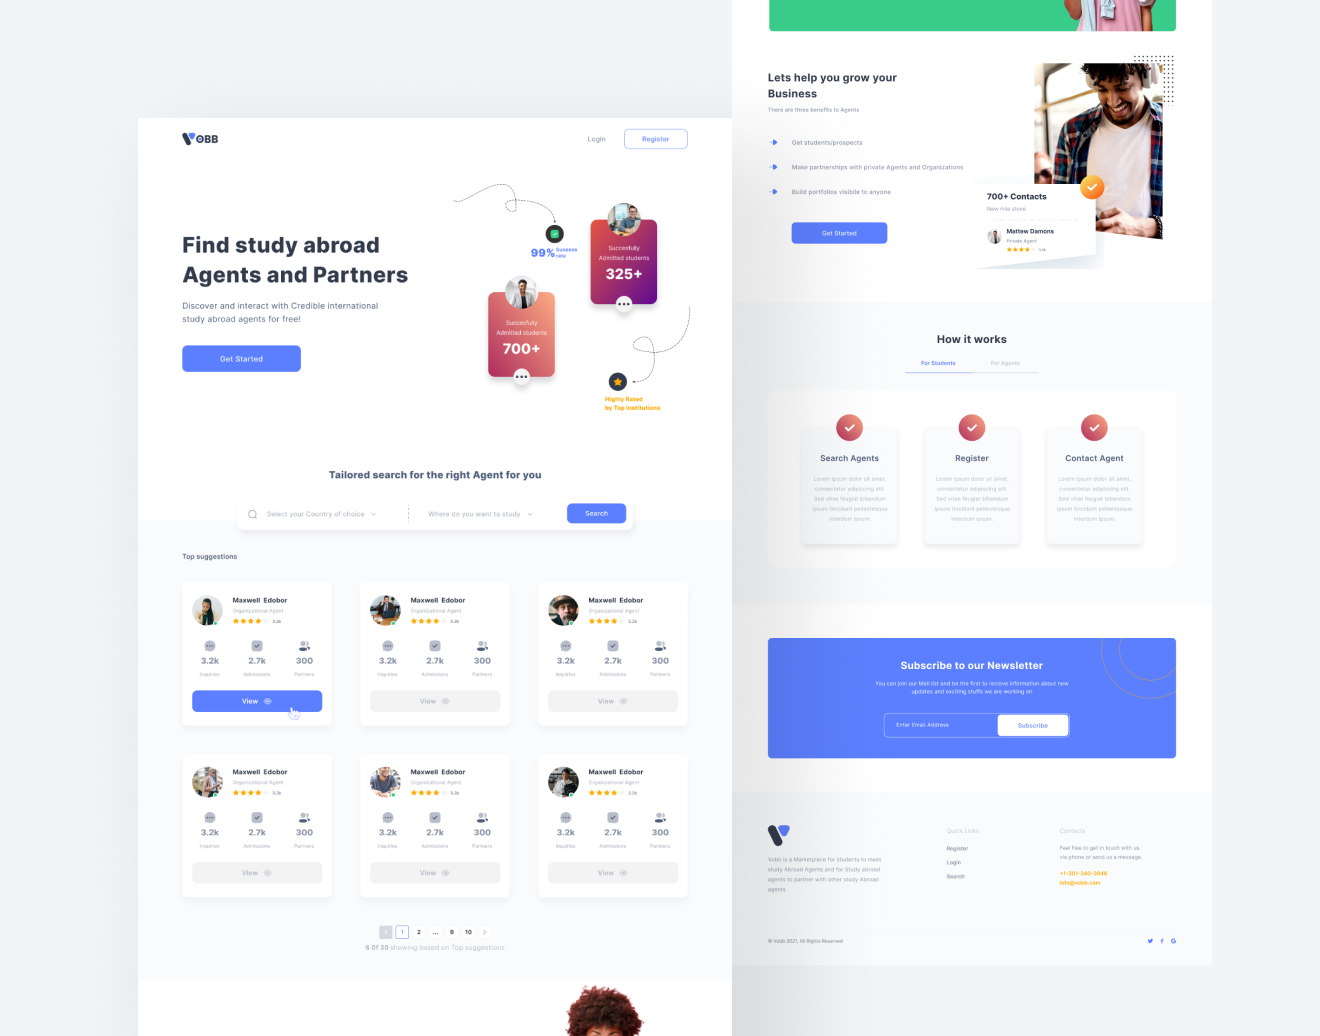 VOBB
Login
Register
Find study abroad
Agents and Partners
Discover and interact with Credible international
study abroad agents for free!
Get Started
99% Success
rate
Succesfully
Admitted students
325+
Succesfully
Admitted students
700+
Highly Rated
by Top Institutions
Tailored search for the right Agent for you
Select your Country of choice
Where do you want to study
Search
Top suggestions
Maxwell Edobor
Organizational Agent
3.2k
3.2k 2.7k 300
Inquiries Admissions Partners
View
Maxwell Edobor
Organizational Agent
3.2k
3.2k 2.7k 300
Inquiries Admissions Partners
View
Maxwell Edobor
Organizational Agent
3.2k
3.2k 2.7k 300
Inquiries Admissions Partners
View
Maxwell Edobor
Organizational Agent
3.2k
3.2k 2.7k 300
Inquiries Admissions Partners
View
Maxwell Edobor
Organizational Agent
3.2k
3.2k 2.7k 300
Inquiries Admissions Partners
View
Maxwell Edobor
Organizational Agent
3.2k
3.2k 2.7k 300
Inquiries Admissions Partners
View
1 2 ... 9 10
6 0f 30 showing based on Top suggestions
Lets help you grow your
Business
There are three benefits to Agents
Get students/prospects
Make partnerships with private Agents and Organizations
Build portfolios visibile to anyone
Get Started
700+ Contacts
New mile stone
Mattew Damons
Private Agent
3.2k
How it works
For Students
For Agents
Search Agents
Lorem ipsum dolor sit amet,
consectetur adipiscing elit.
Sed vitae feugiat bibendum
ipsum tincidunt pellentesque
interdum ipsum.
Register
Lorem ipsum dolor sit amet,
consectetur adipiscing elit.
Sed vitae feugiat bibendum
ipsum tincidunt pellentesque
interdum ipsum.
Contact Agent
Lorem ipsum dolor sit amet,
consectetur adipiscing elit.
Sed vitae feugiat bibendum
ipsum tincidunt pellentesque
interdum ipsum.
Subscribe to our Newsletter
You can join our Mail list and be the first to recieve information about new
updates and exciting stuffs we are working on
Enter Email Address
Subscribe
Vobb is a Marketplace for students to meet
study Abroad Agents and for Study abroad
agents to partner with other study Abroad
agents
Quick Links
Register
Login
Search
Contacts
Feel free to get in touch with us
via phone or send us a message.
+1-301-340-3946
info@vobb.com
© Vobb 2021, All Rights Reserved